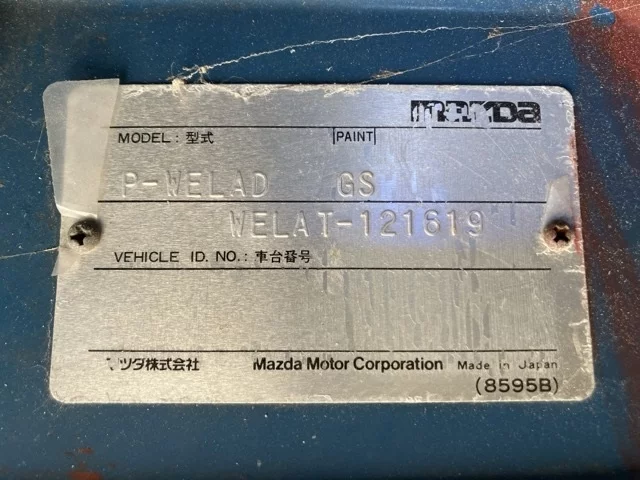 mazda
MODEL : 型式 PAINT
P-WELAD GS
WELAT-121619
VEHICLE ID. NO. : 車台番号
マツダ株式会社 Mazda Motor Corporation Made in Japan
(8595B)